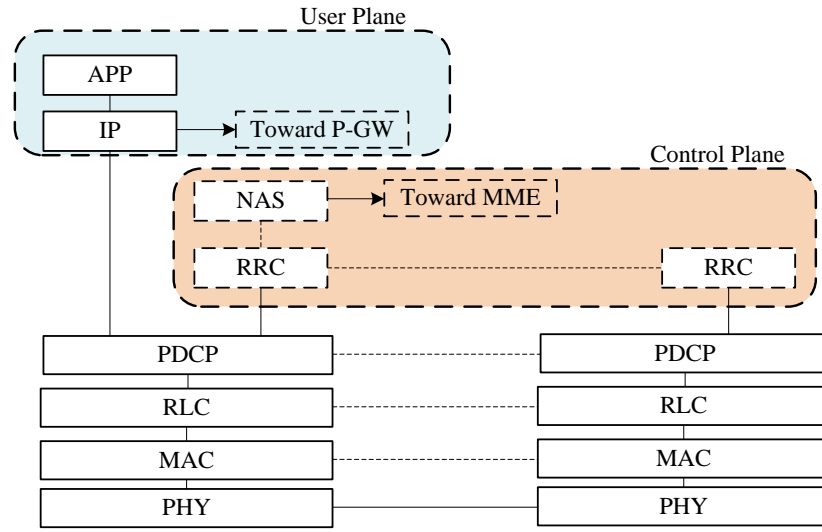 User Plane
APP
IP
Toward P-GW
Control Plane
NAS
Toward MME
RRC
RRC
PDCP
PDCP
RLC
RLC
MAC
MAC
PHY
PHY